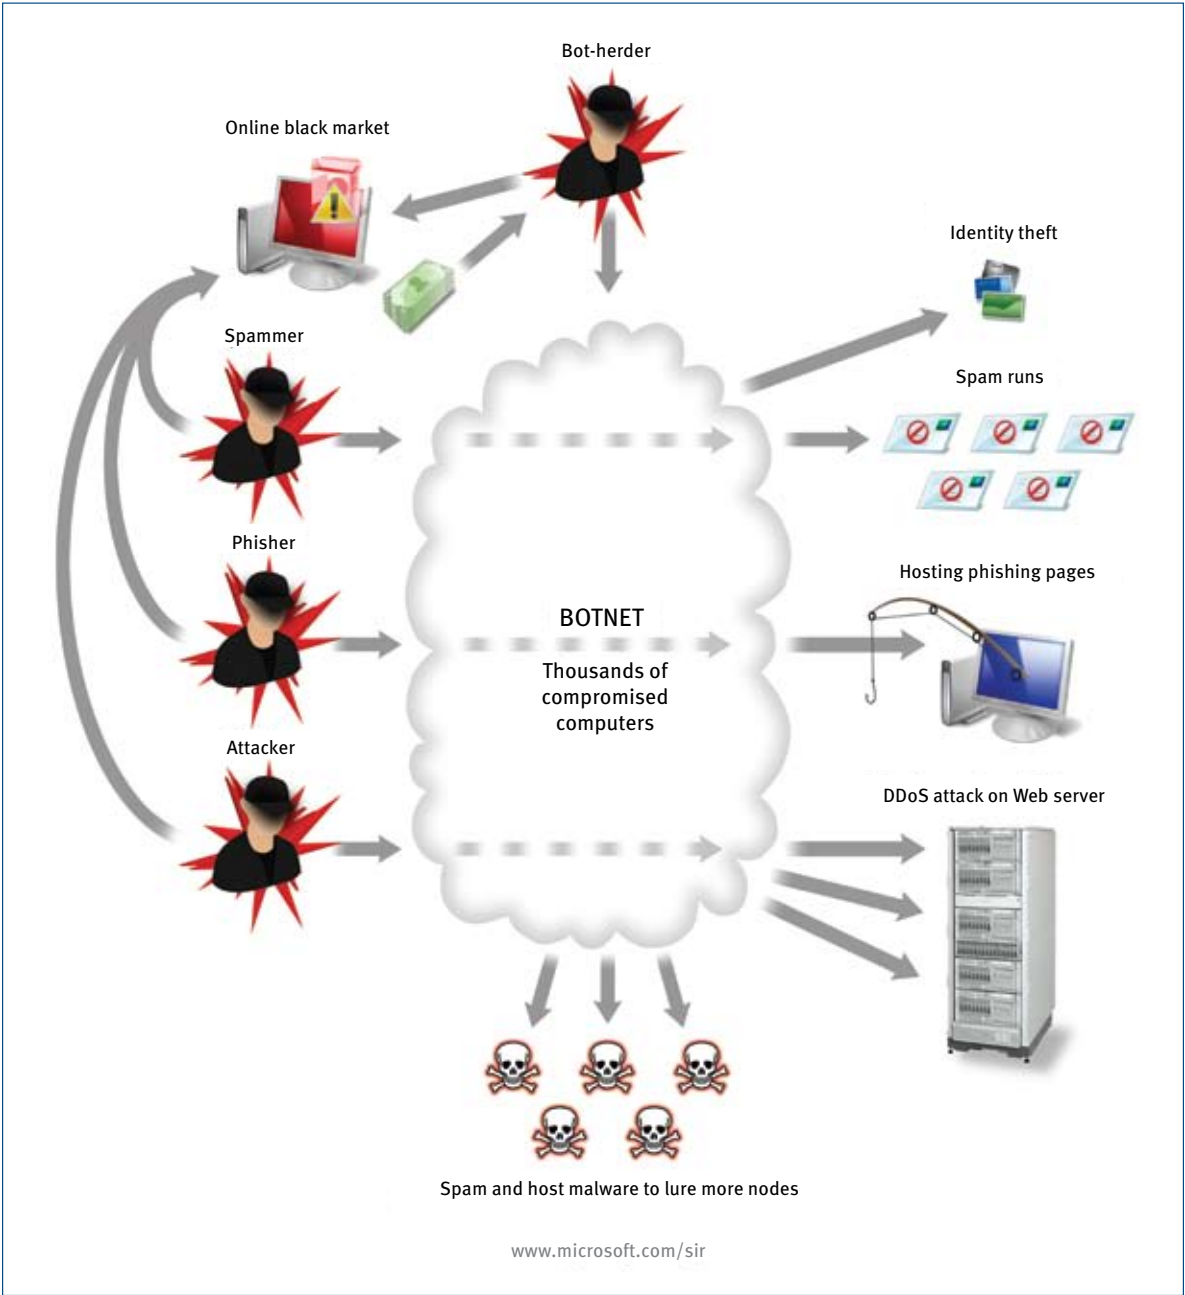 Bot-herder
Online black market
Identity theft
Spammer
Spam runs
Phisher
Hosting phishing pages
BOTNET
Thousands of
compromised
computers
Attacker
DDoS attack on Web server
Spam and host malware to lure more nodes
www.microsoft.com/sir